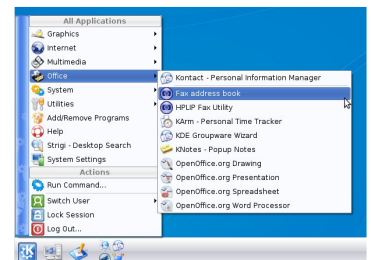 All Applications
Graphics
Internet
Multimedia
Office
System
Utilities
Add/Remove Programs
Help
Strigi - Desktop Search
System Settings
Actions
Run Command...
Switch User
Lock Session
Log Out...
Kontact - Personal Information Manager
Fax address book
HPLIP Fax Utility
KArm - Personal Time Tracker
KDE Groupware Wizard
KNotes - Popup Notes
OpenOffice.org Drawing
OpenOffice.org Presentation
OpenOffice.org Spreadsheet
OpenOffice.org Word Processor